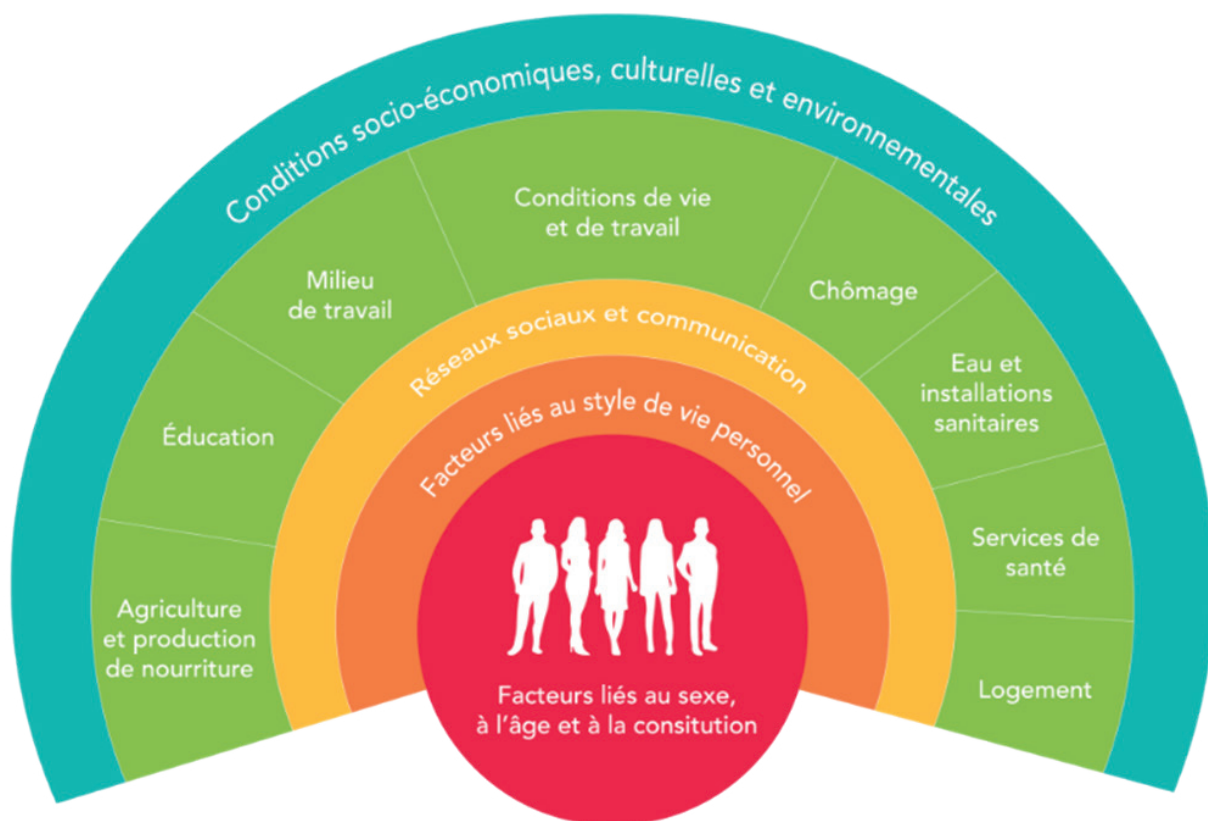 Conditions socio-économiques, culturelles et environnementales
Conditions de vie
et de travail
Milieu
de travail
Chômage
Éducation
Eau et
installations
sanitaires
Agriculture
et production
de nourriture
Services de
santé
Logement
Réseaux sociaux et communication
Facteurs liés au style de vie personnel
Facteurs liés au sexe,
à l'âge et à la consitution